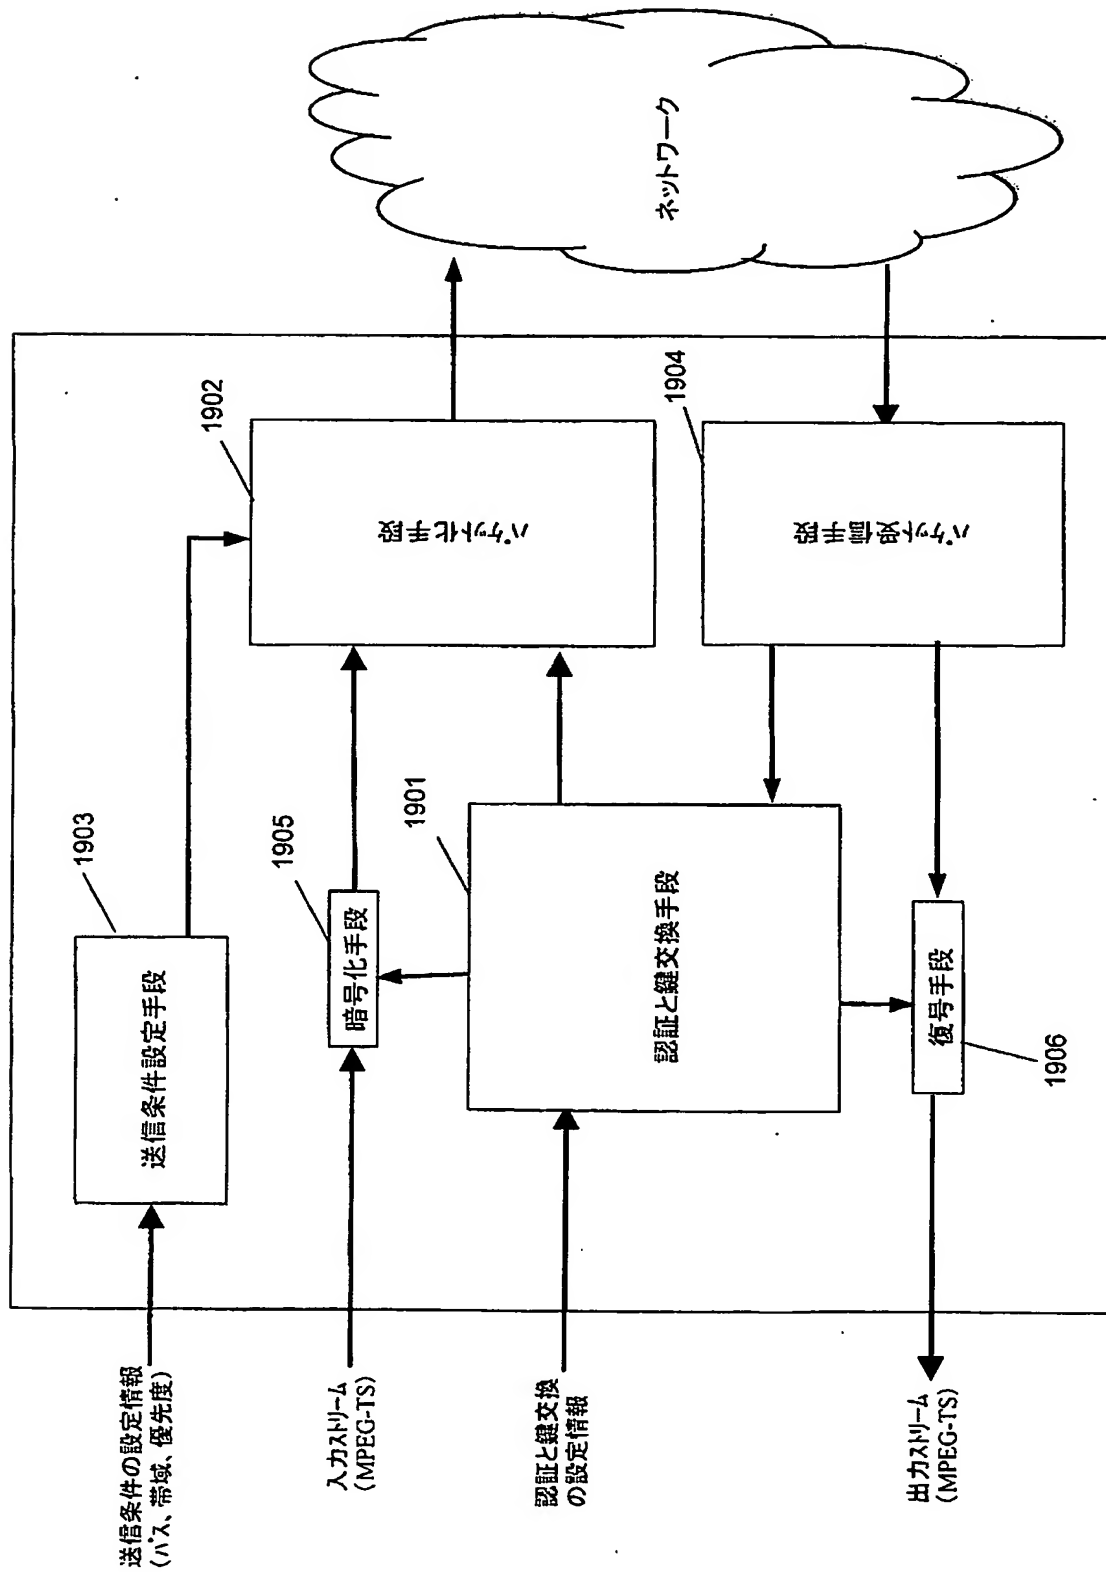 送信条件の設定情報
(パス、帯域、優先度)
入力ストリーム
(MPEG-TS)
認証と鍵交換
の設定情報
出力ストリーム
(MPEG-TS)
1903
送信条件設定手段
1905
暗号化手段
1901
認証と鍵交換手段
復号手段
1906
1902
パケット化手段
1904
パケット受信手段
ネットワーク